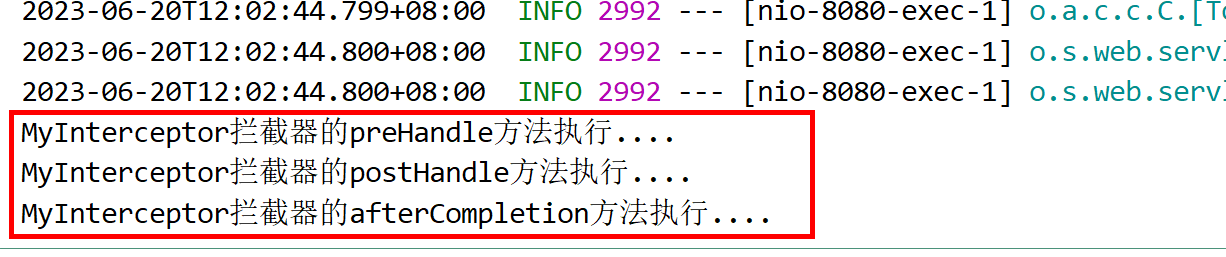 2023-06-20T12:02:44.799+08:00 INFO 2992 --- [nio-8080-exec-1] o.a.c.c.C.[To
2023-06-20T12:02:44.800+08:00 INFO 2992 --- [nio-8080-exec-1] o.s.web.servl
2023-06-20T12:02:44.800+08:00 INFO 2992 --- [nio-8080-exec-1] o.s.web.servl
MyInterceptor拦截器的preHandle方法执行....
MyInterceptor拦截器的postHandle方法执行....
MyInterceptor拦截器的afterCompletion方法执行....